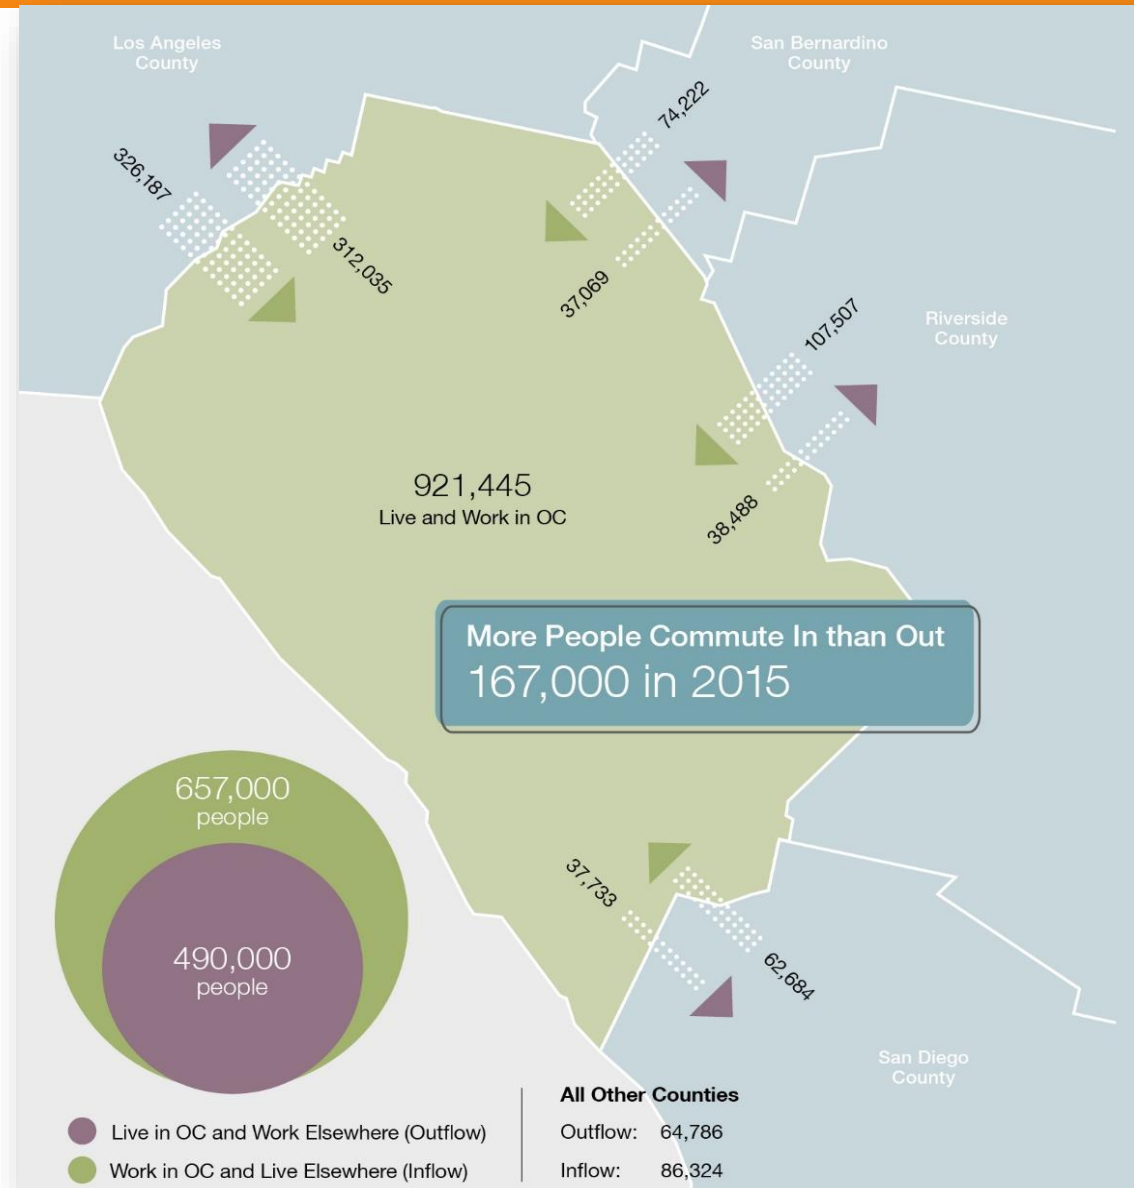 Los Angeles
County
San Bernardino
County
74,222
326,187
312,035
37,069
107,507
Riverside
County
921,445
Live and Work in OC
38,488
More People Commute In than Out
167,000 in 2015
657,000
people
37,733
490,000
people
62,684
San Diego
County
All Other Counties
Outflow: 64,786
Inflow: 86,324
Live in OC and Work Elsewhere (Outflow)
Work in OC and Live Elsewhere (Inflow)